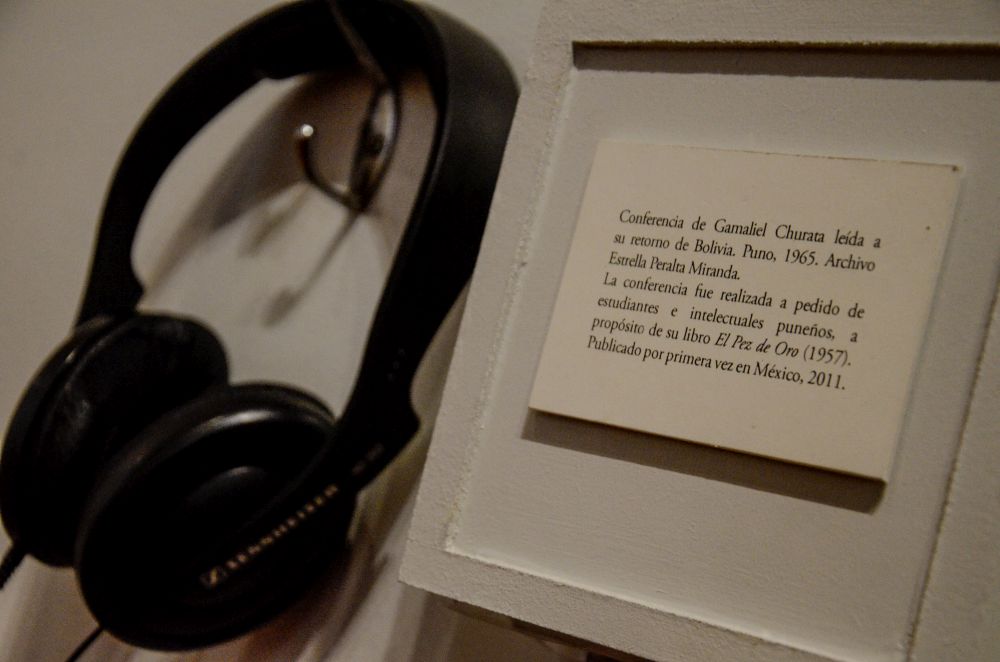 SENNHEISER
Conferencia de Gamaliel Churata leída a
su retorno de Bolivia. Puno, 1965. Archivo
Estrella Peralta Miranda.
La conferencia fue realizada a pedido de
estudiantes e intelectuales puneños, a
propósito de su libro El Pez de Oro (1957).
Publicado por primera vez en México, 2011.